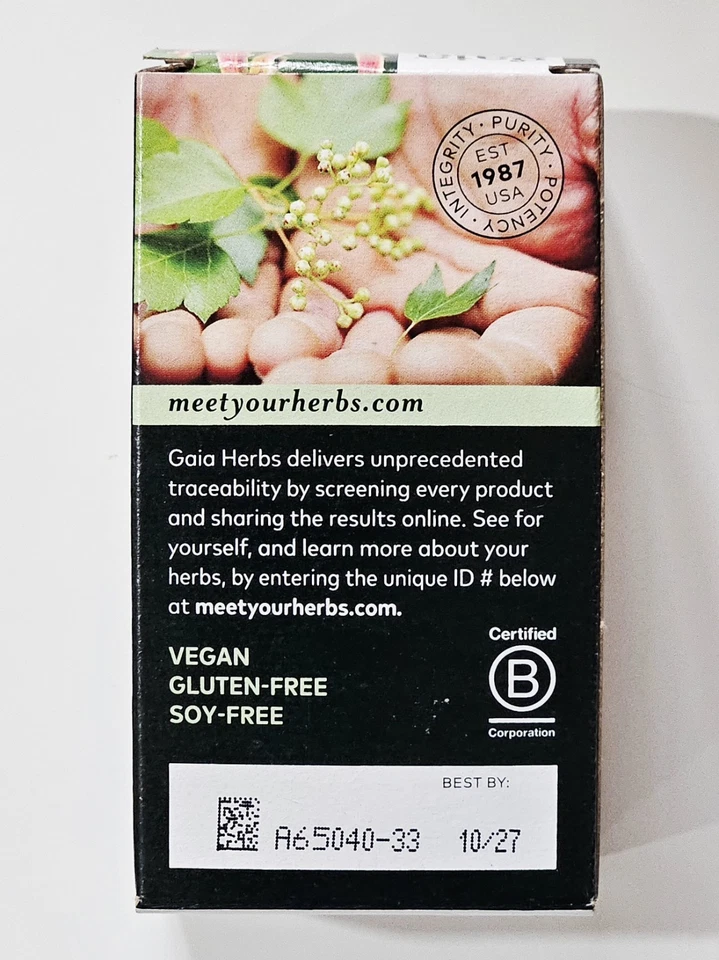 INTEGRITY · PURITY · POTENCY ·
EST
1987
USA
meetyourherbs.com
Gaia Herbs delivers unprecedented
traceability by screening every product
and sharing the results online. See for
yourself, and learn more about your
herbs, by entering the unique ID # below
at meetyourherbs.com.
Certified
B
Corporation
VEGAN
GLUTEN-FREE
SOY-FREE
BEST BY:
A65040-33 10/27